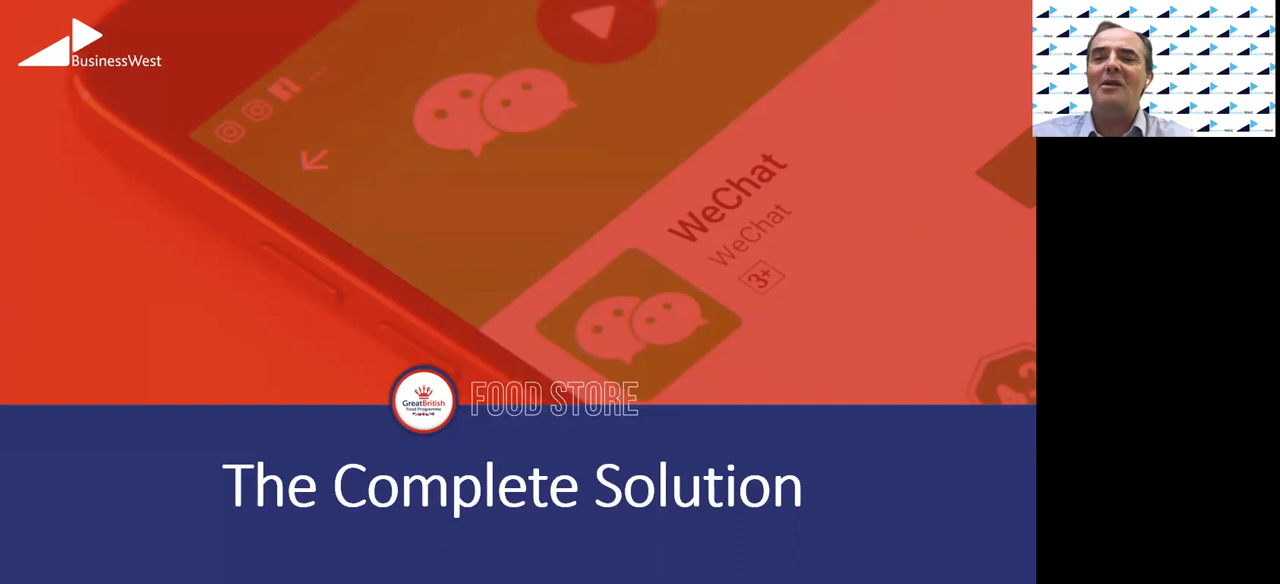 BusinessWest
WeChat
WeChat
3+
GreatBritish
Food Programme
FOOD STORE
The Complete Solution